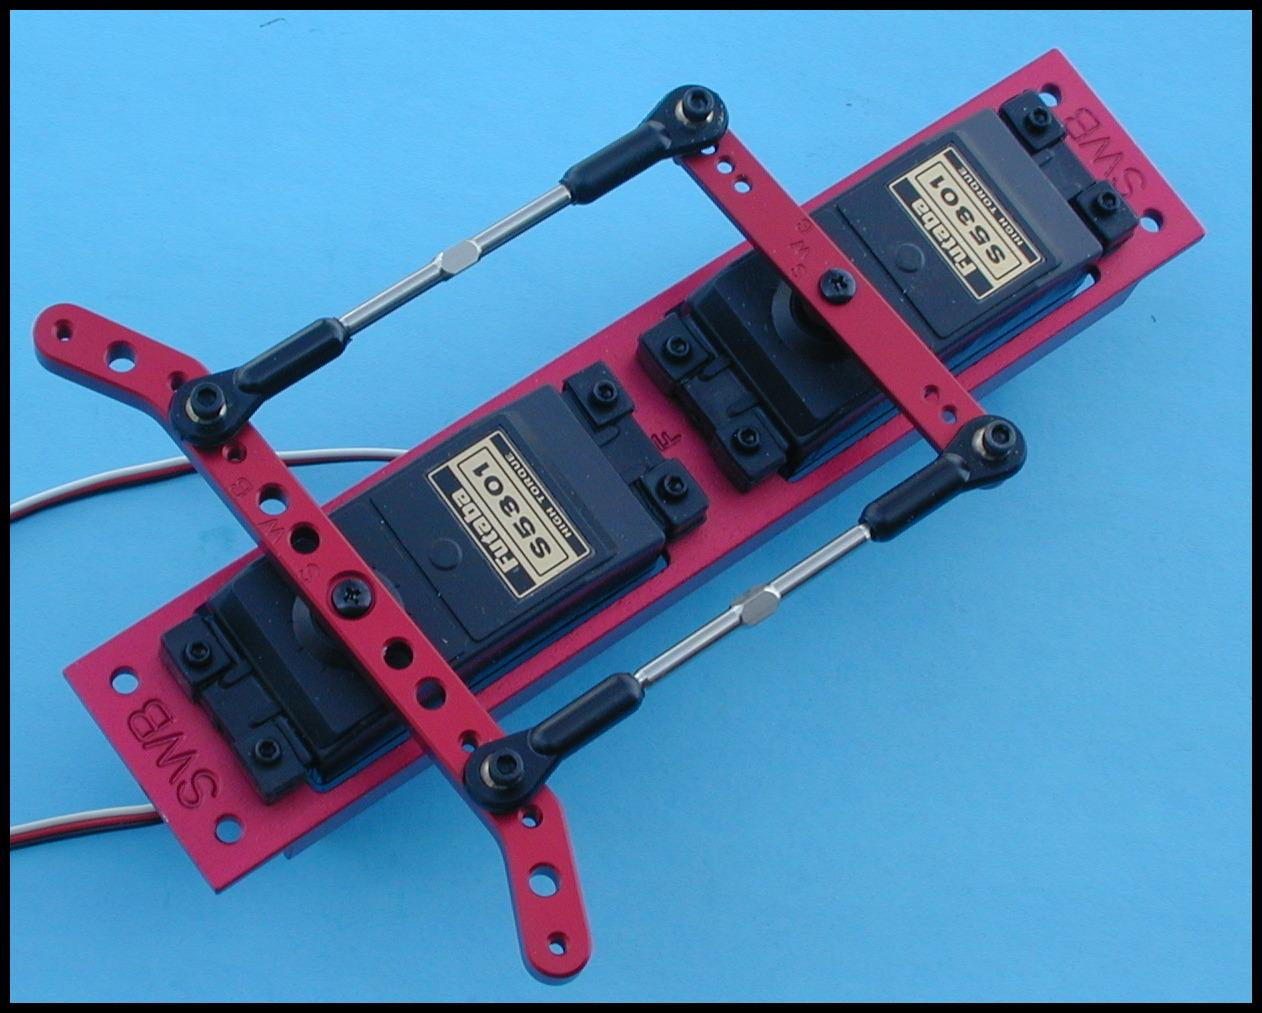 SWB
Futaba
S5301
HIGH TORQUE
S W B
Futaba
S5301
HIGH TORQUE
S W B
F
SWB